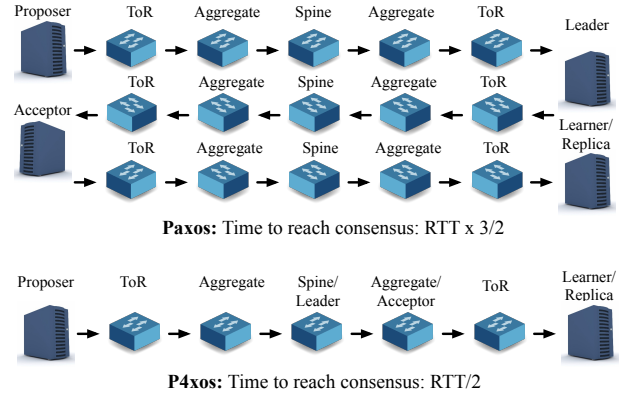 Proposer ToR Aggregate Spine Aggregate ToR Leader
Acceptor ToR Aggregate Spine Aggregate ToR
ToR Aggregate Spine Aggregate ToR Learner/
Replica
Paxos: Time to reach consensus: RTT x 3/2
Proposer ToR Aggregate Spine/ Aggregate/ ToR Learner/
Leader Acceptor Replica
P4xos: Time to reach consensus: RTT/2